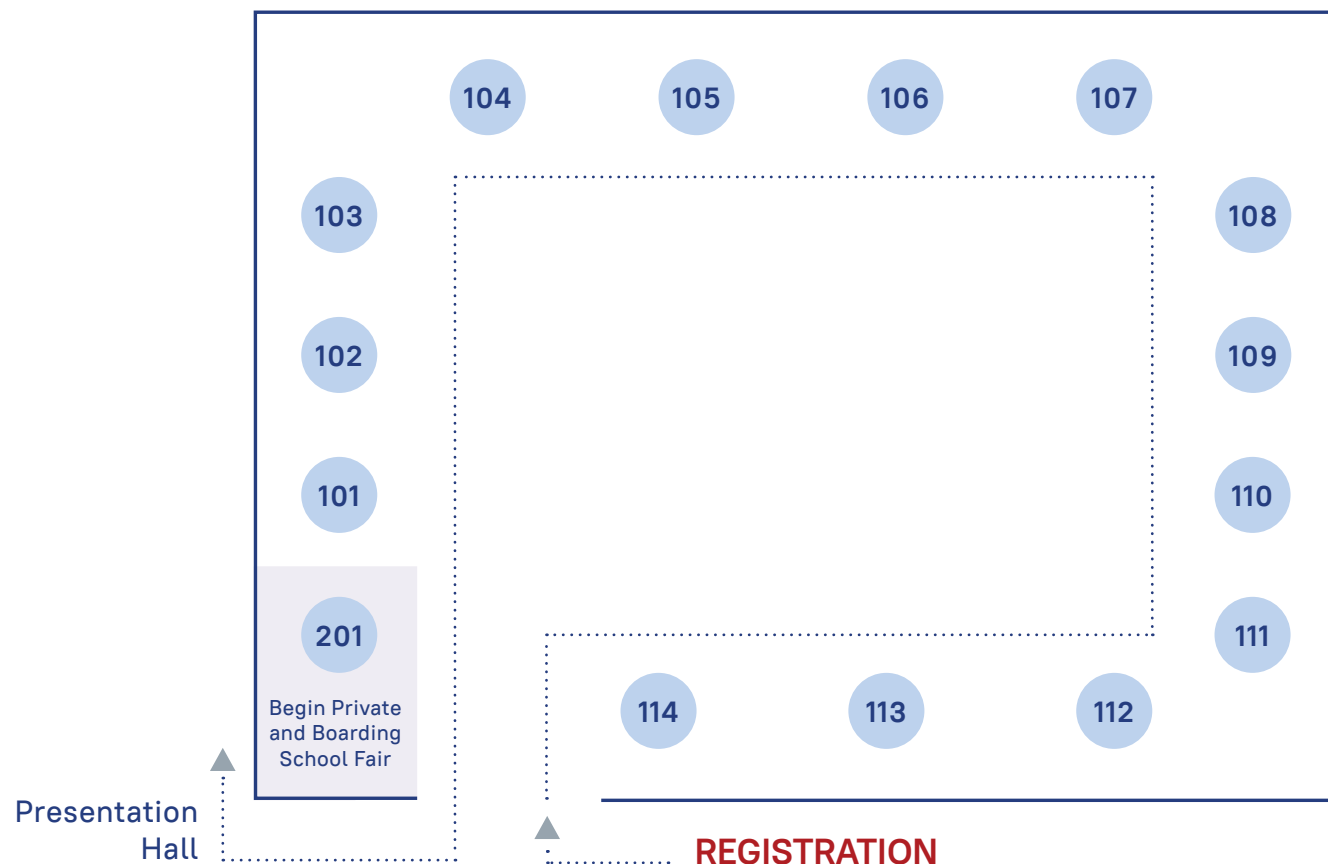 104
105
106
107
103
108
102
109
101
110
201
111
Begin Private
and Boarding
School Fair
114
113
112
Presentation
Hall
REGISTRATION